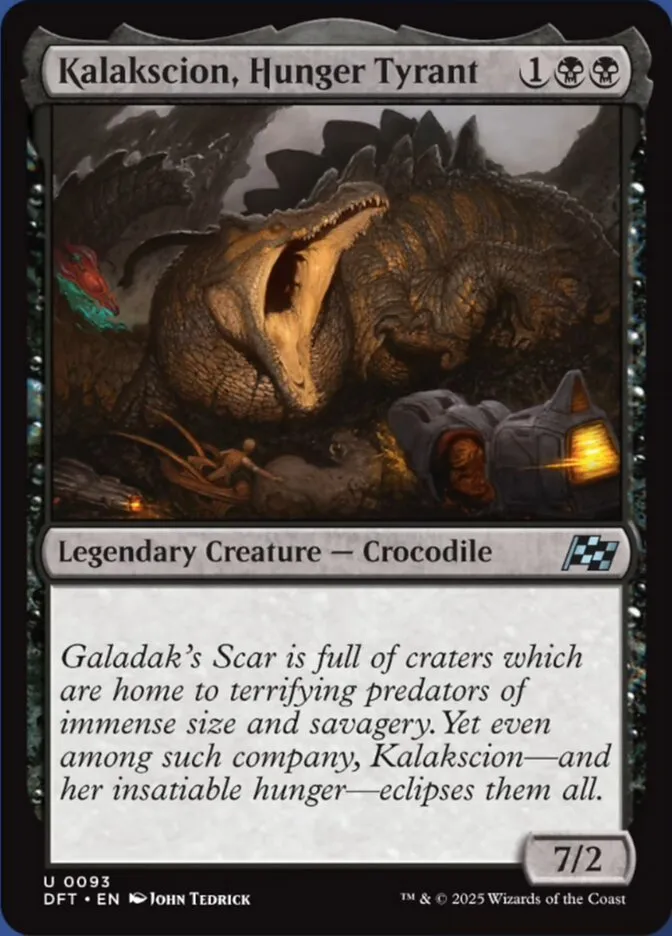 Kalakscion, Hunger Tyrant 1
Legendary Creature — Crocodile
Galadak's Scar is full of craters which
are home to terrifying predators of
immense size and savagery. Yet even
among such company, Kalakscion—and
her insatiable hunger—eclipses them all.
7/2
U 0093
DFT • EN John Tedrick
™ & © 2025 Wizards of the Coast